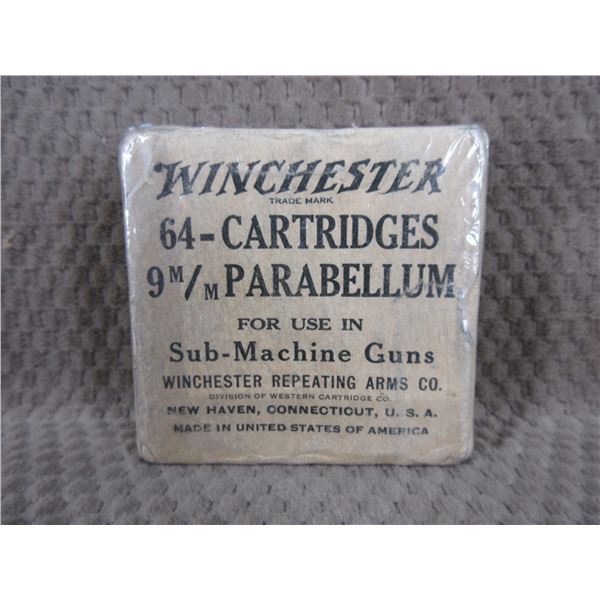 WINCHESTER
TRADE MARK
64-CARTRIDGES
9 M/M PARABELLUM
FOR USE IN
Sub-Machine Guns
WINCHESTER REPEATING ARMS CO.
DIVISION OF WESTERN CARTRIDGE CO.
NEW HAVEN, CONNECTICUT, U. S. A.
MADE IN UNITED STATES OF AMERICA